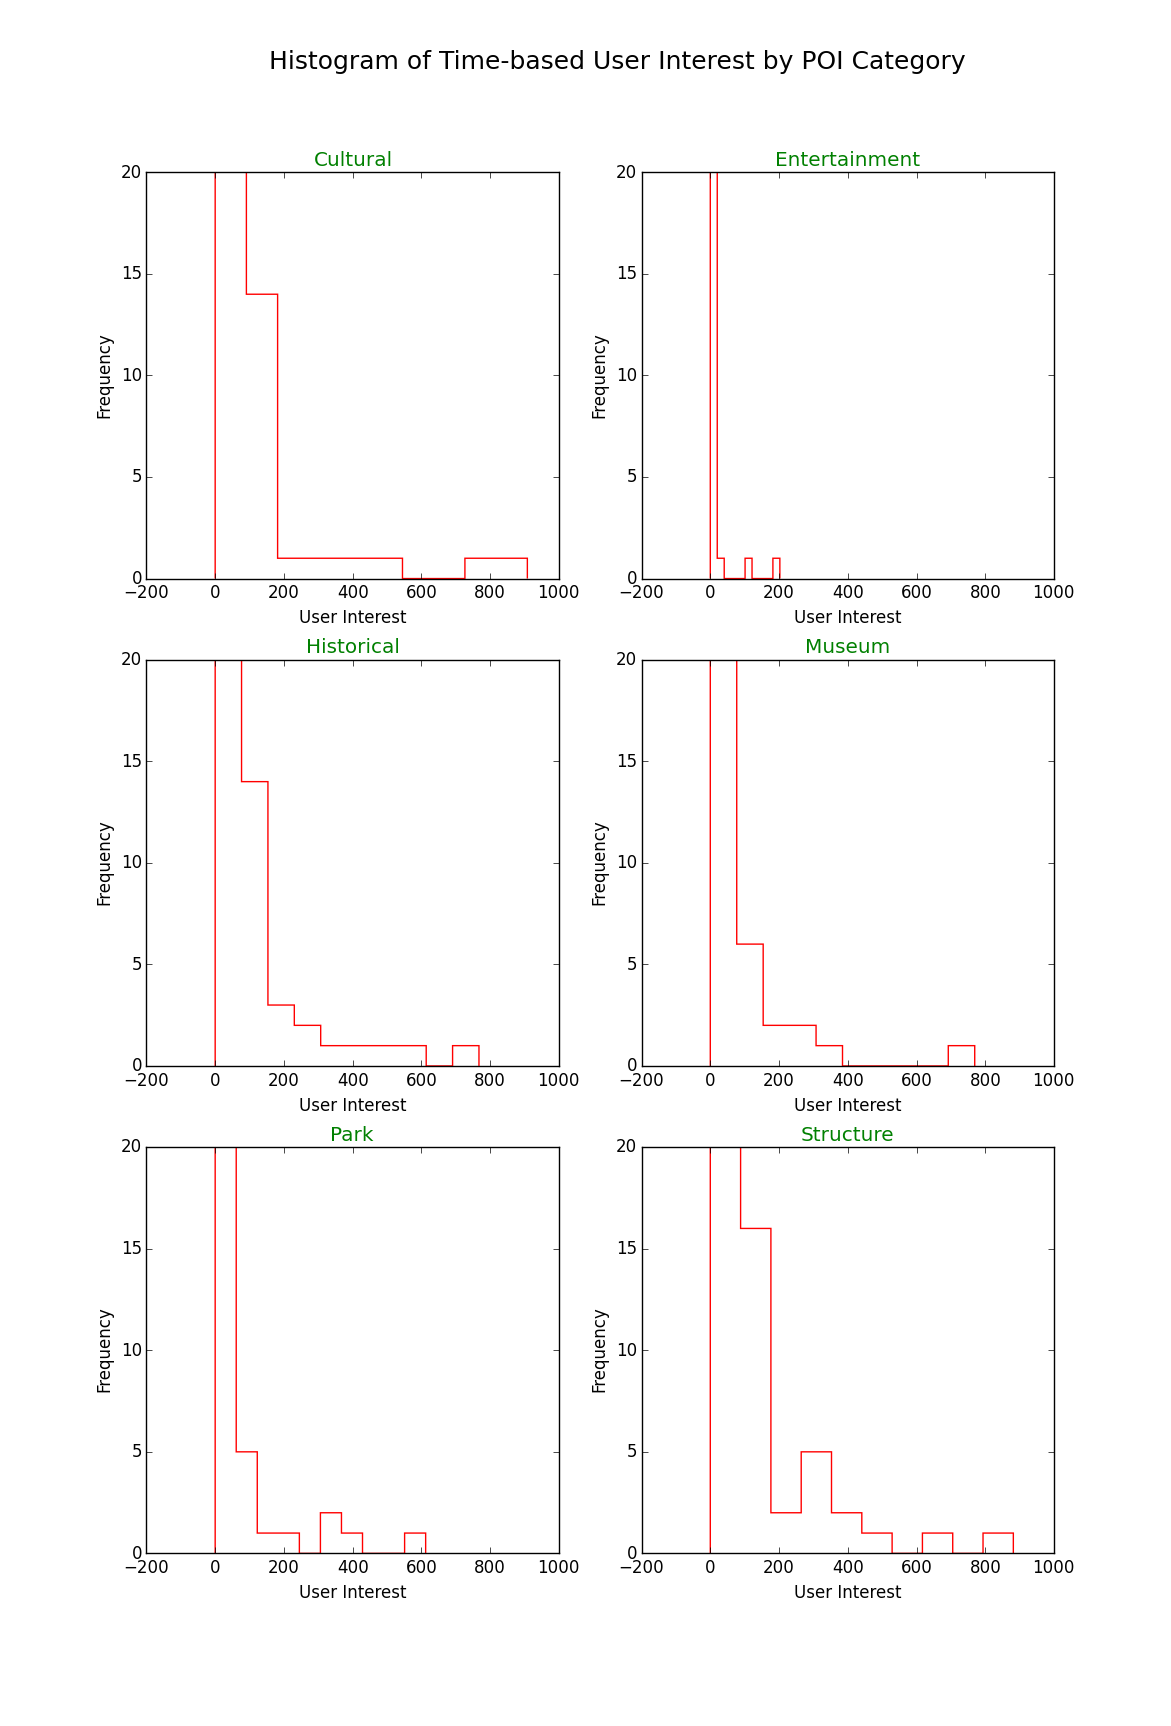 Histogram of Time-based User Interest by POI Category
Cultural
20
15
10
5
0
Frequency
−200 0 200 400 600 800 1000
User Interest
Entertainment
20
15
10
5
0
Frequency
−200 0 200 400 600 800 1000
User Interest
Historical
20
15
10
5
0
Frequency
−200 0 200 400 600 800 1000
User Interest
Museum
20
15
10
5
0
Frequency
−200 0 200 400 600 800 1000
User Interest
Park
20
15
10
5
0
Frequency
−200 0 200 400 600 800 1000
User Interest
Structure
20
15
10
5
0
Frequency
−200 0 200 400 600 800 1000
User Interest